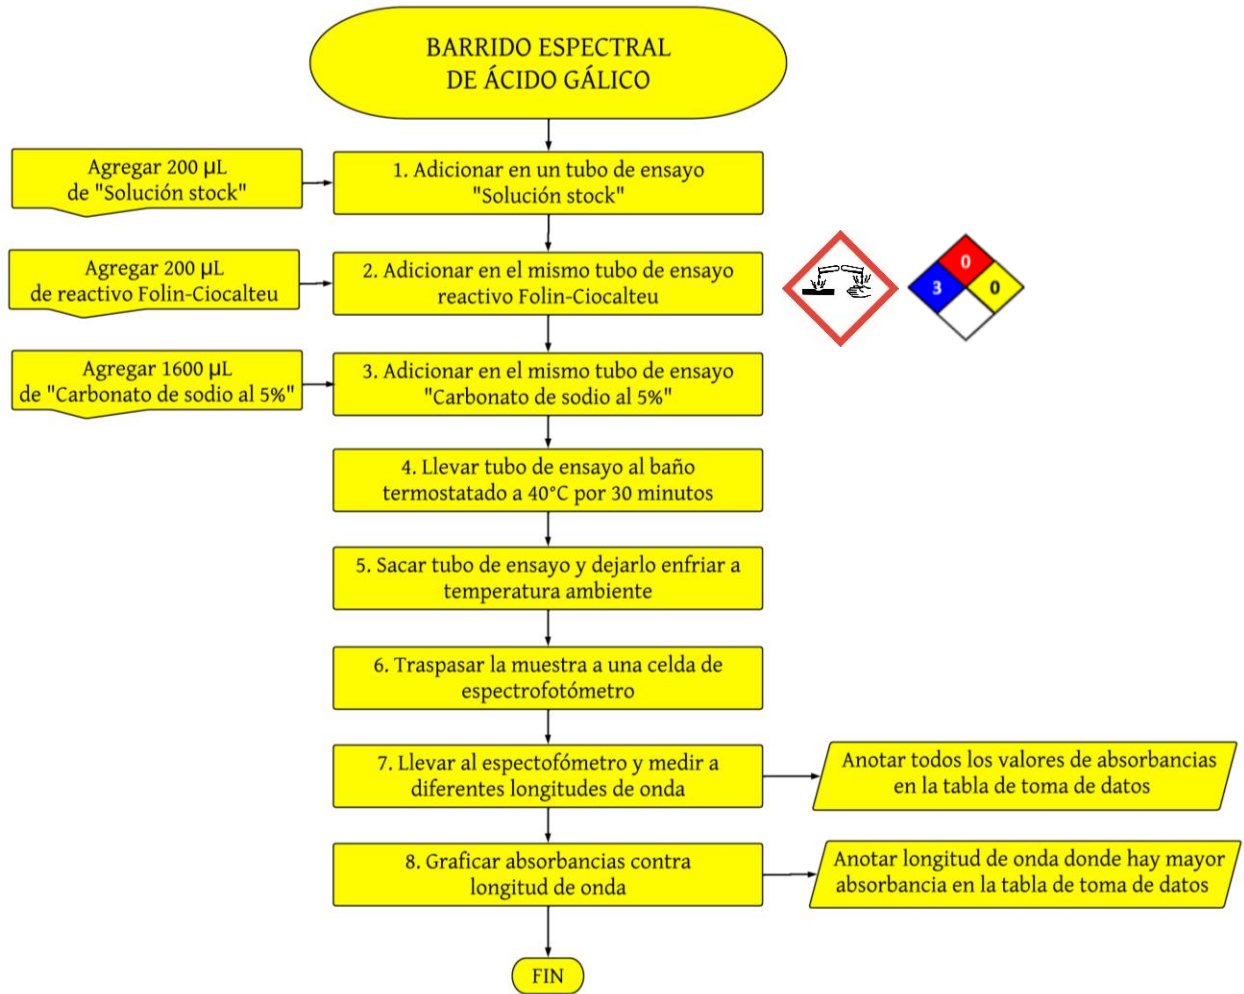 BARRIDO ESPECTRAL
DE ÁCIDO GÁLICO
Agregar 200 µL
de "Solución stock"
1. Adicionar en un tubo de ensayo
"Solución stock"
Agregar 200 µL
de reactivo Folin-Ciocalteu
2. Adicionar en el mismo tubo de ensayo
reactivo Folin-Ciocalteu
0
3
0
Agregar 1600 µL
de "Carbonato de sodio al 5%"
3. Adicionar en el mismo tubo de ensayo
"Carbonato de sodio al 5%"
4. Llevar tubo de ensayo al baño
termostatado a 40°C por 30 minutos
5. Sacar tubo de ensayo y dejarlo enfriar a
temperatura ambiente
6. Traspasar la muestra a una celda de
espectrofotómetro
7. Llevar al espectofómetro y medir a
diferentes longitudes de onda
Anotar todos los valores de absorbancias
en la tabla de toma de datos
8. Graficar absorbancias contra
longitud de onda
Anotar longitud de onda donde hay mayor
absorbancia en la tabla de toma de datos
FIN